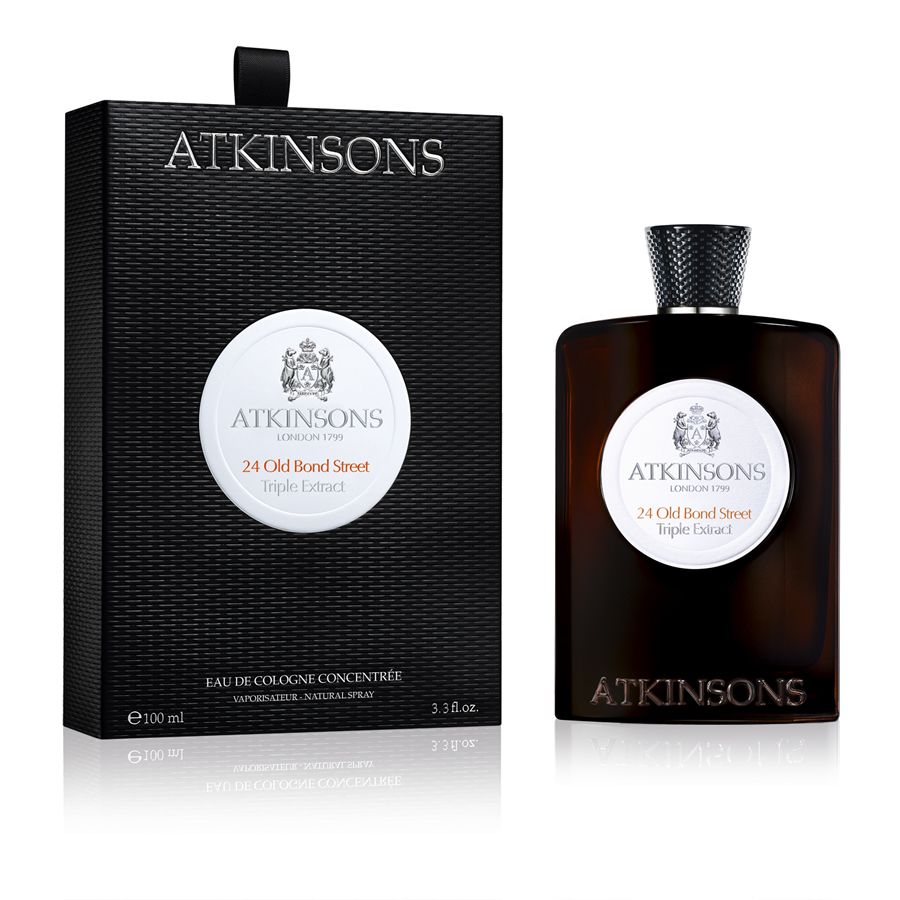 ATKINSONS
A
ATKINSONS
LONDON 1799
24 Old Bond Street
Triple Extract
EAU DE COLOGNE CONCENTRÉE
VAPORISATEUR - NATURAL SPRAY
℮100 ml
3.3 fl.oz.
A
ATKINSONS
LONDON 1799
24 Old Bond Street
Triple Extract
ATKINSONS